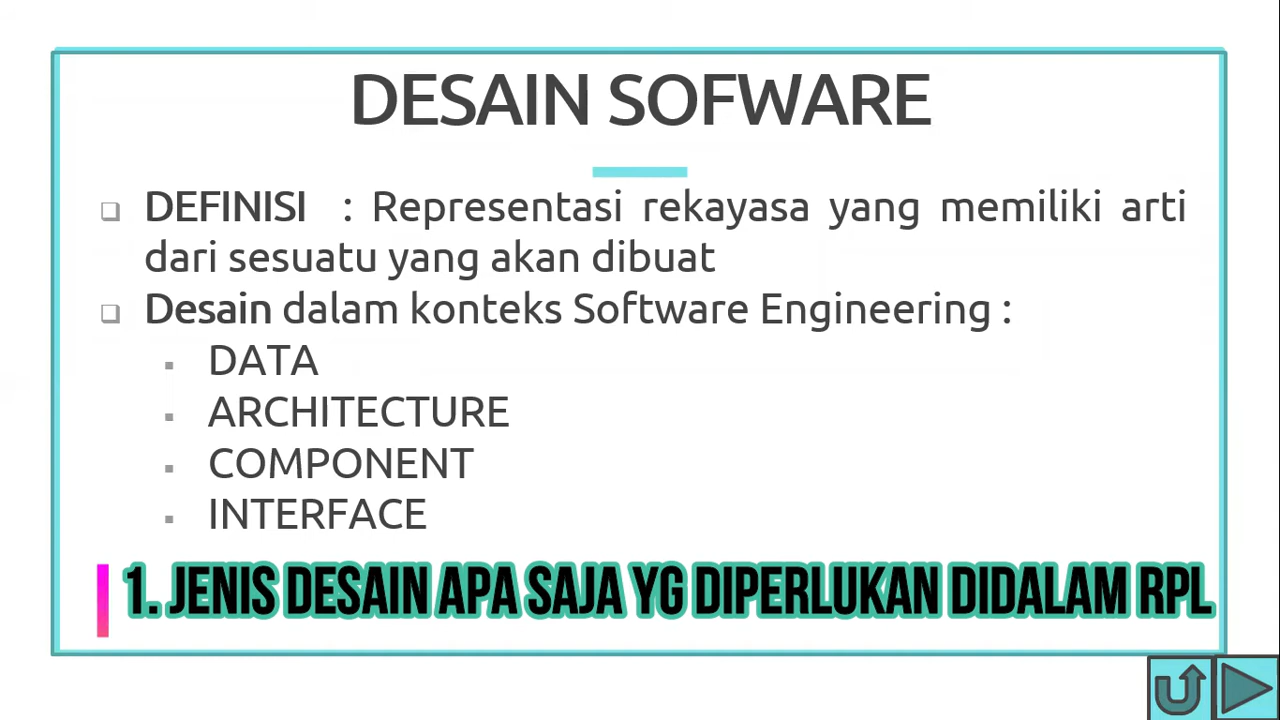 DESAIN SOFWARE
DEFINISI : Representasi rekayasa yang memiliki arti
dari sesuatu yang akan dibuat
Desain dalam konteks Software Engineering :
DATA
ARCHITECTURE
COMPONENT
INTERFACE
1. JENIS DESAIN APA SAJA YG DIPERLUKAN DIDALAM RPL